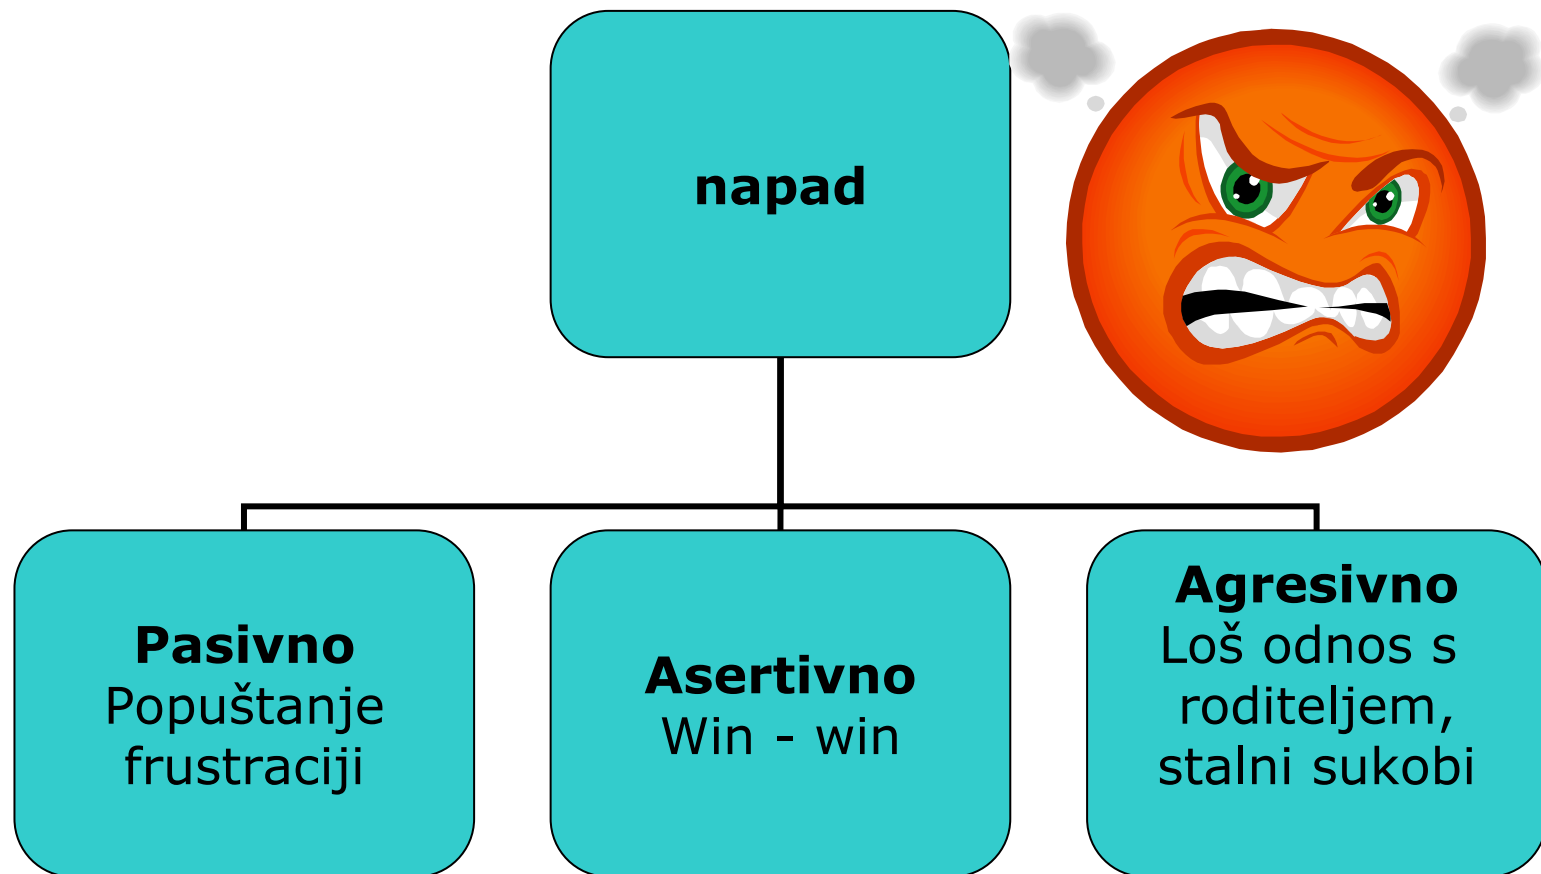 napad
Pasivno
Popuštanje
frustraciji
Asertivno
Win - win
Agresivno
Loš odnos s
roditeljem,
stalni sukobi